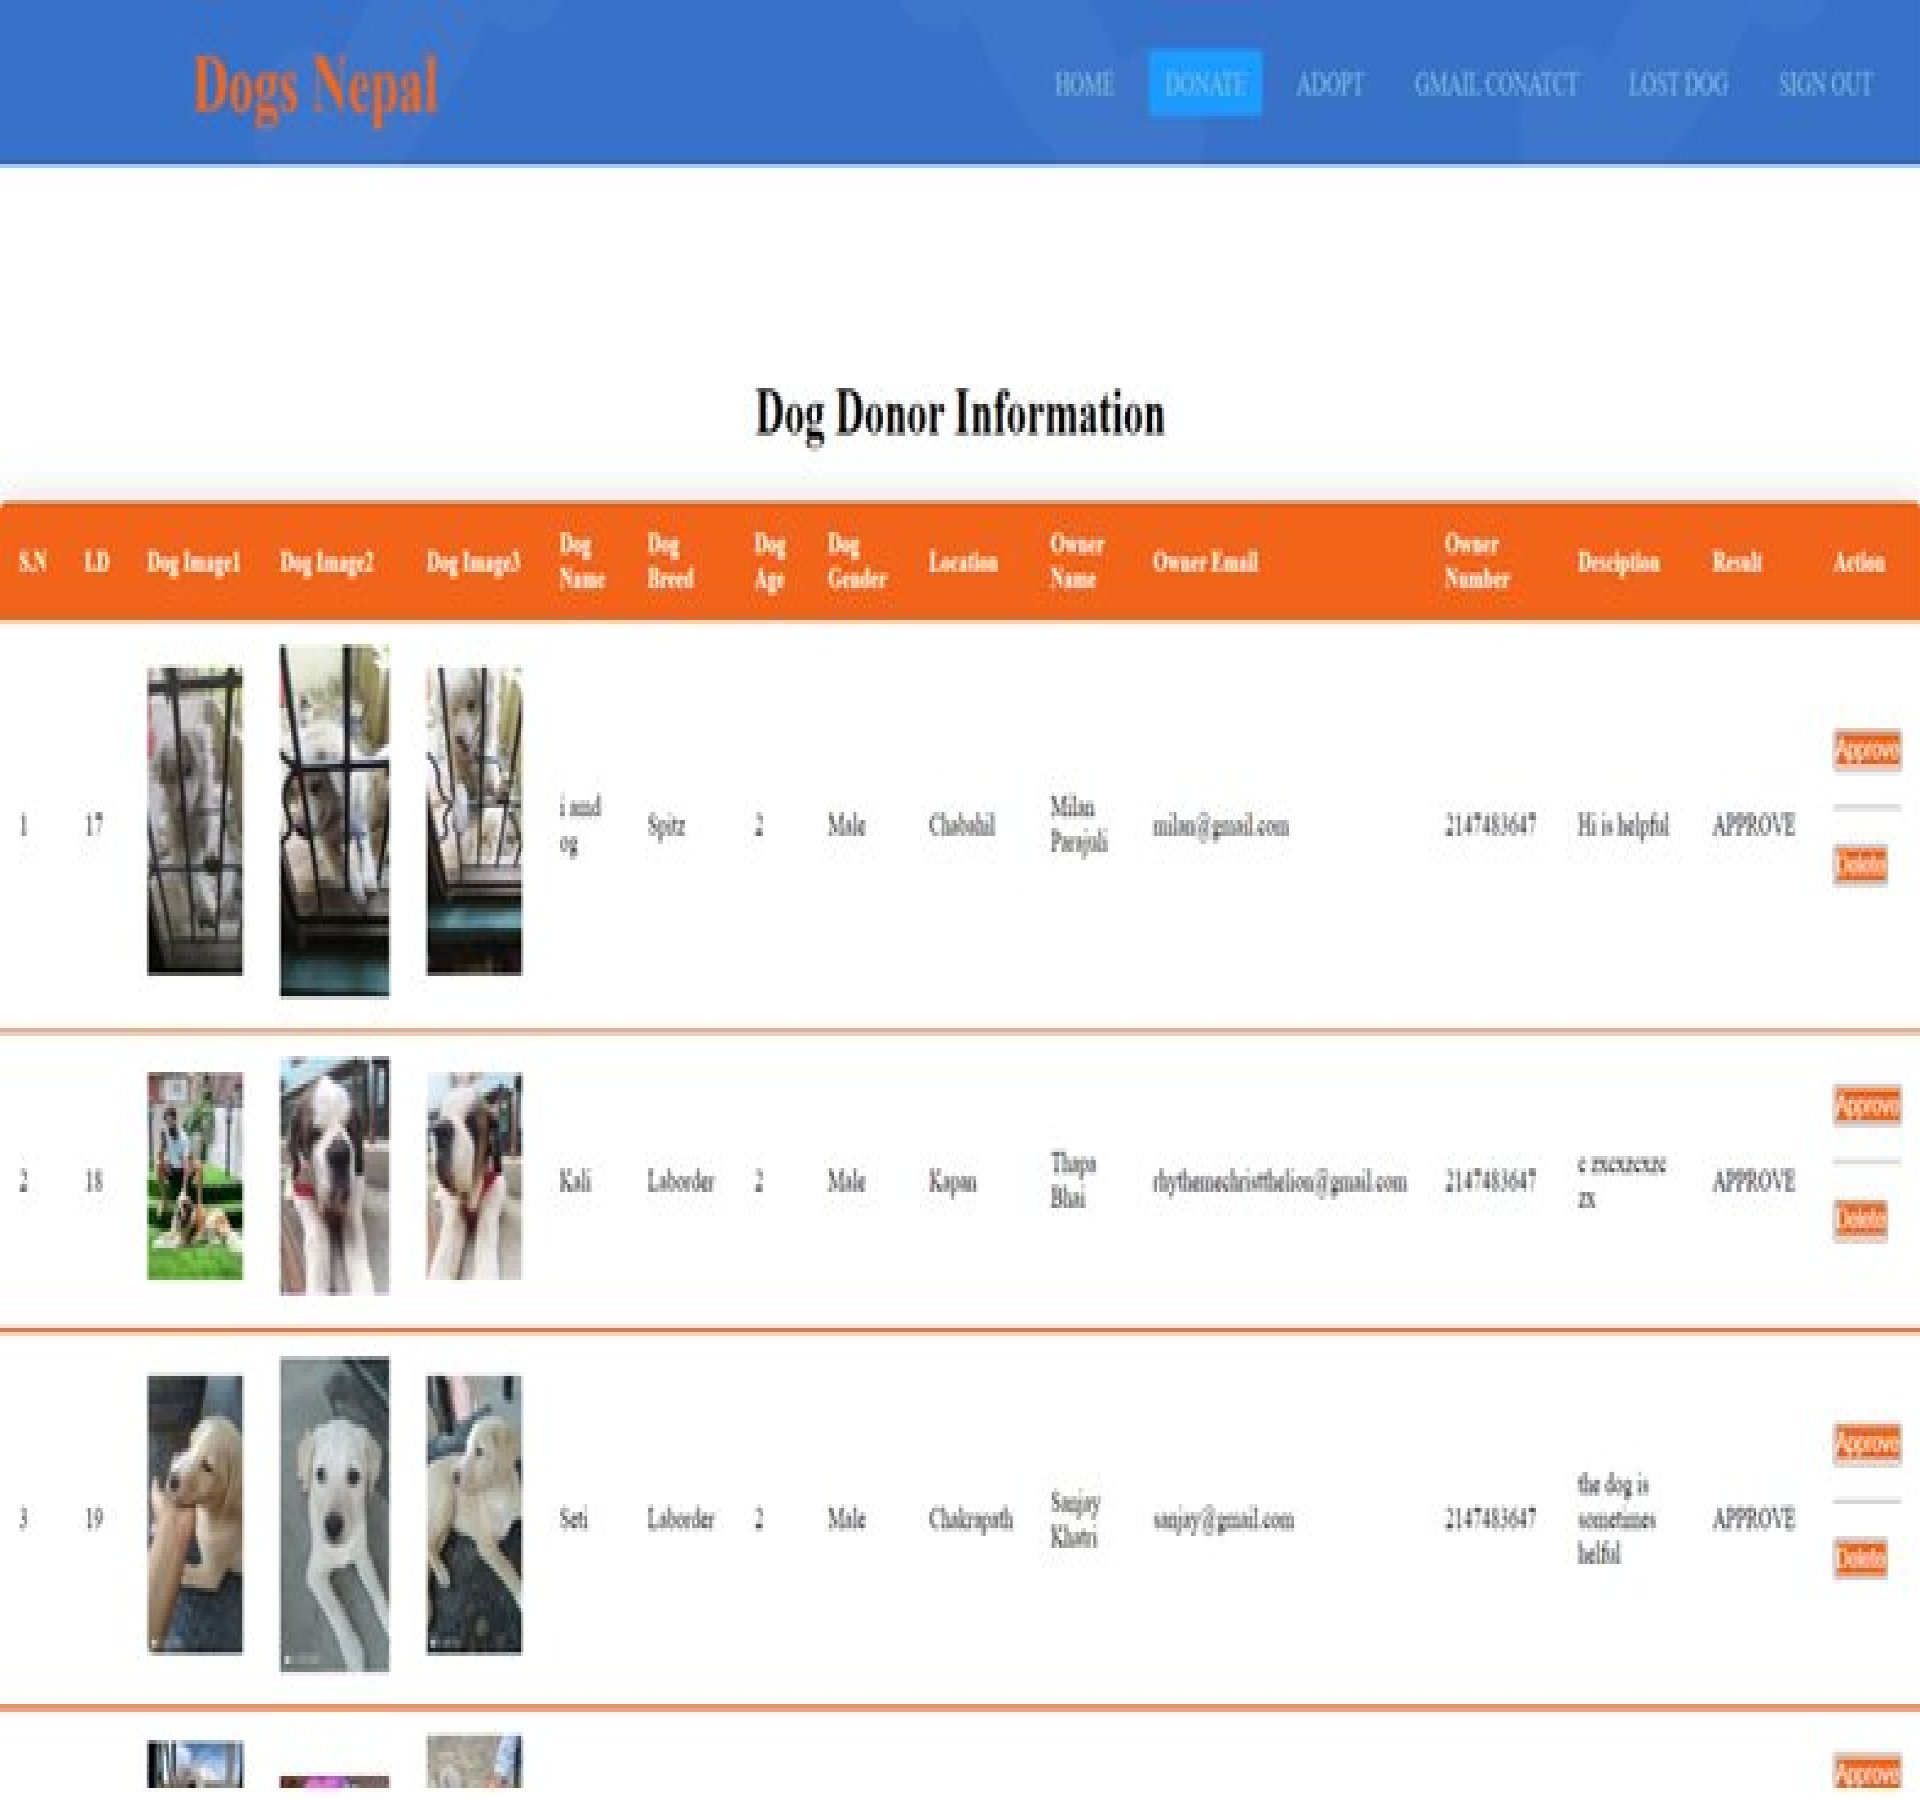 Dogs Nepal
HOME DONATE ADOPT GMAIL CONATCT LOST DOG SIGN OUT
Dog Donor Information
S.N I.D Dog Image1 Dog Image2 Dog Image3 Dog Name Dog Breed Dog Age Dog Gender Location Owner Name Owner Email Owner Number Desciption Result Action
1 17 i amd og Spitz 2 Male Chabahil Milan Parajuli milan@gmail.com 2147483647 Hi is helpful APPROVE Approve
Delete
2 18 Kali Laborder 2 Male Kapan Thapa Bhai rhythemechristthelion@gmail.com 2147483647 APPROVE Approve
Delete
3 19 Seti Laborder 2 Male Chakrapath Sanjay Khatri sanjay@gmail.com 2147483647 the dog is sometimes helful APPROVE Approve
Delete
Approve